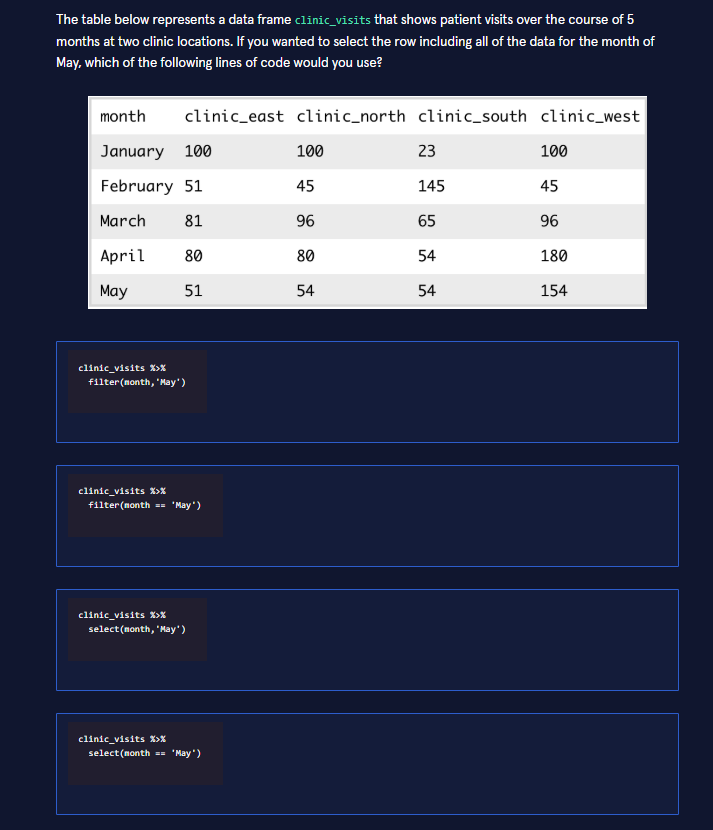 The table below represents a data frame clinic_visits that shows patient visits over the course of 5
months at two clinic locations. If you wanted to select the row including all of the data for the month of
May, which of the following lines of code would you use?
month clinic_east clinic_north clinic_south clinic_west
January 100 100 23 100
February 51 45 145 45
March 81 96 65 96
April 80 80 54 180
May 51 54 54 154
clinic_visits %>%
filter(month,'May')
clinic_visits %>%
filter(month == 'May')
clinic_visits %>%
select(month,'May')
clinic_visits %>%
select(month == 'May')